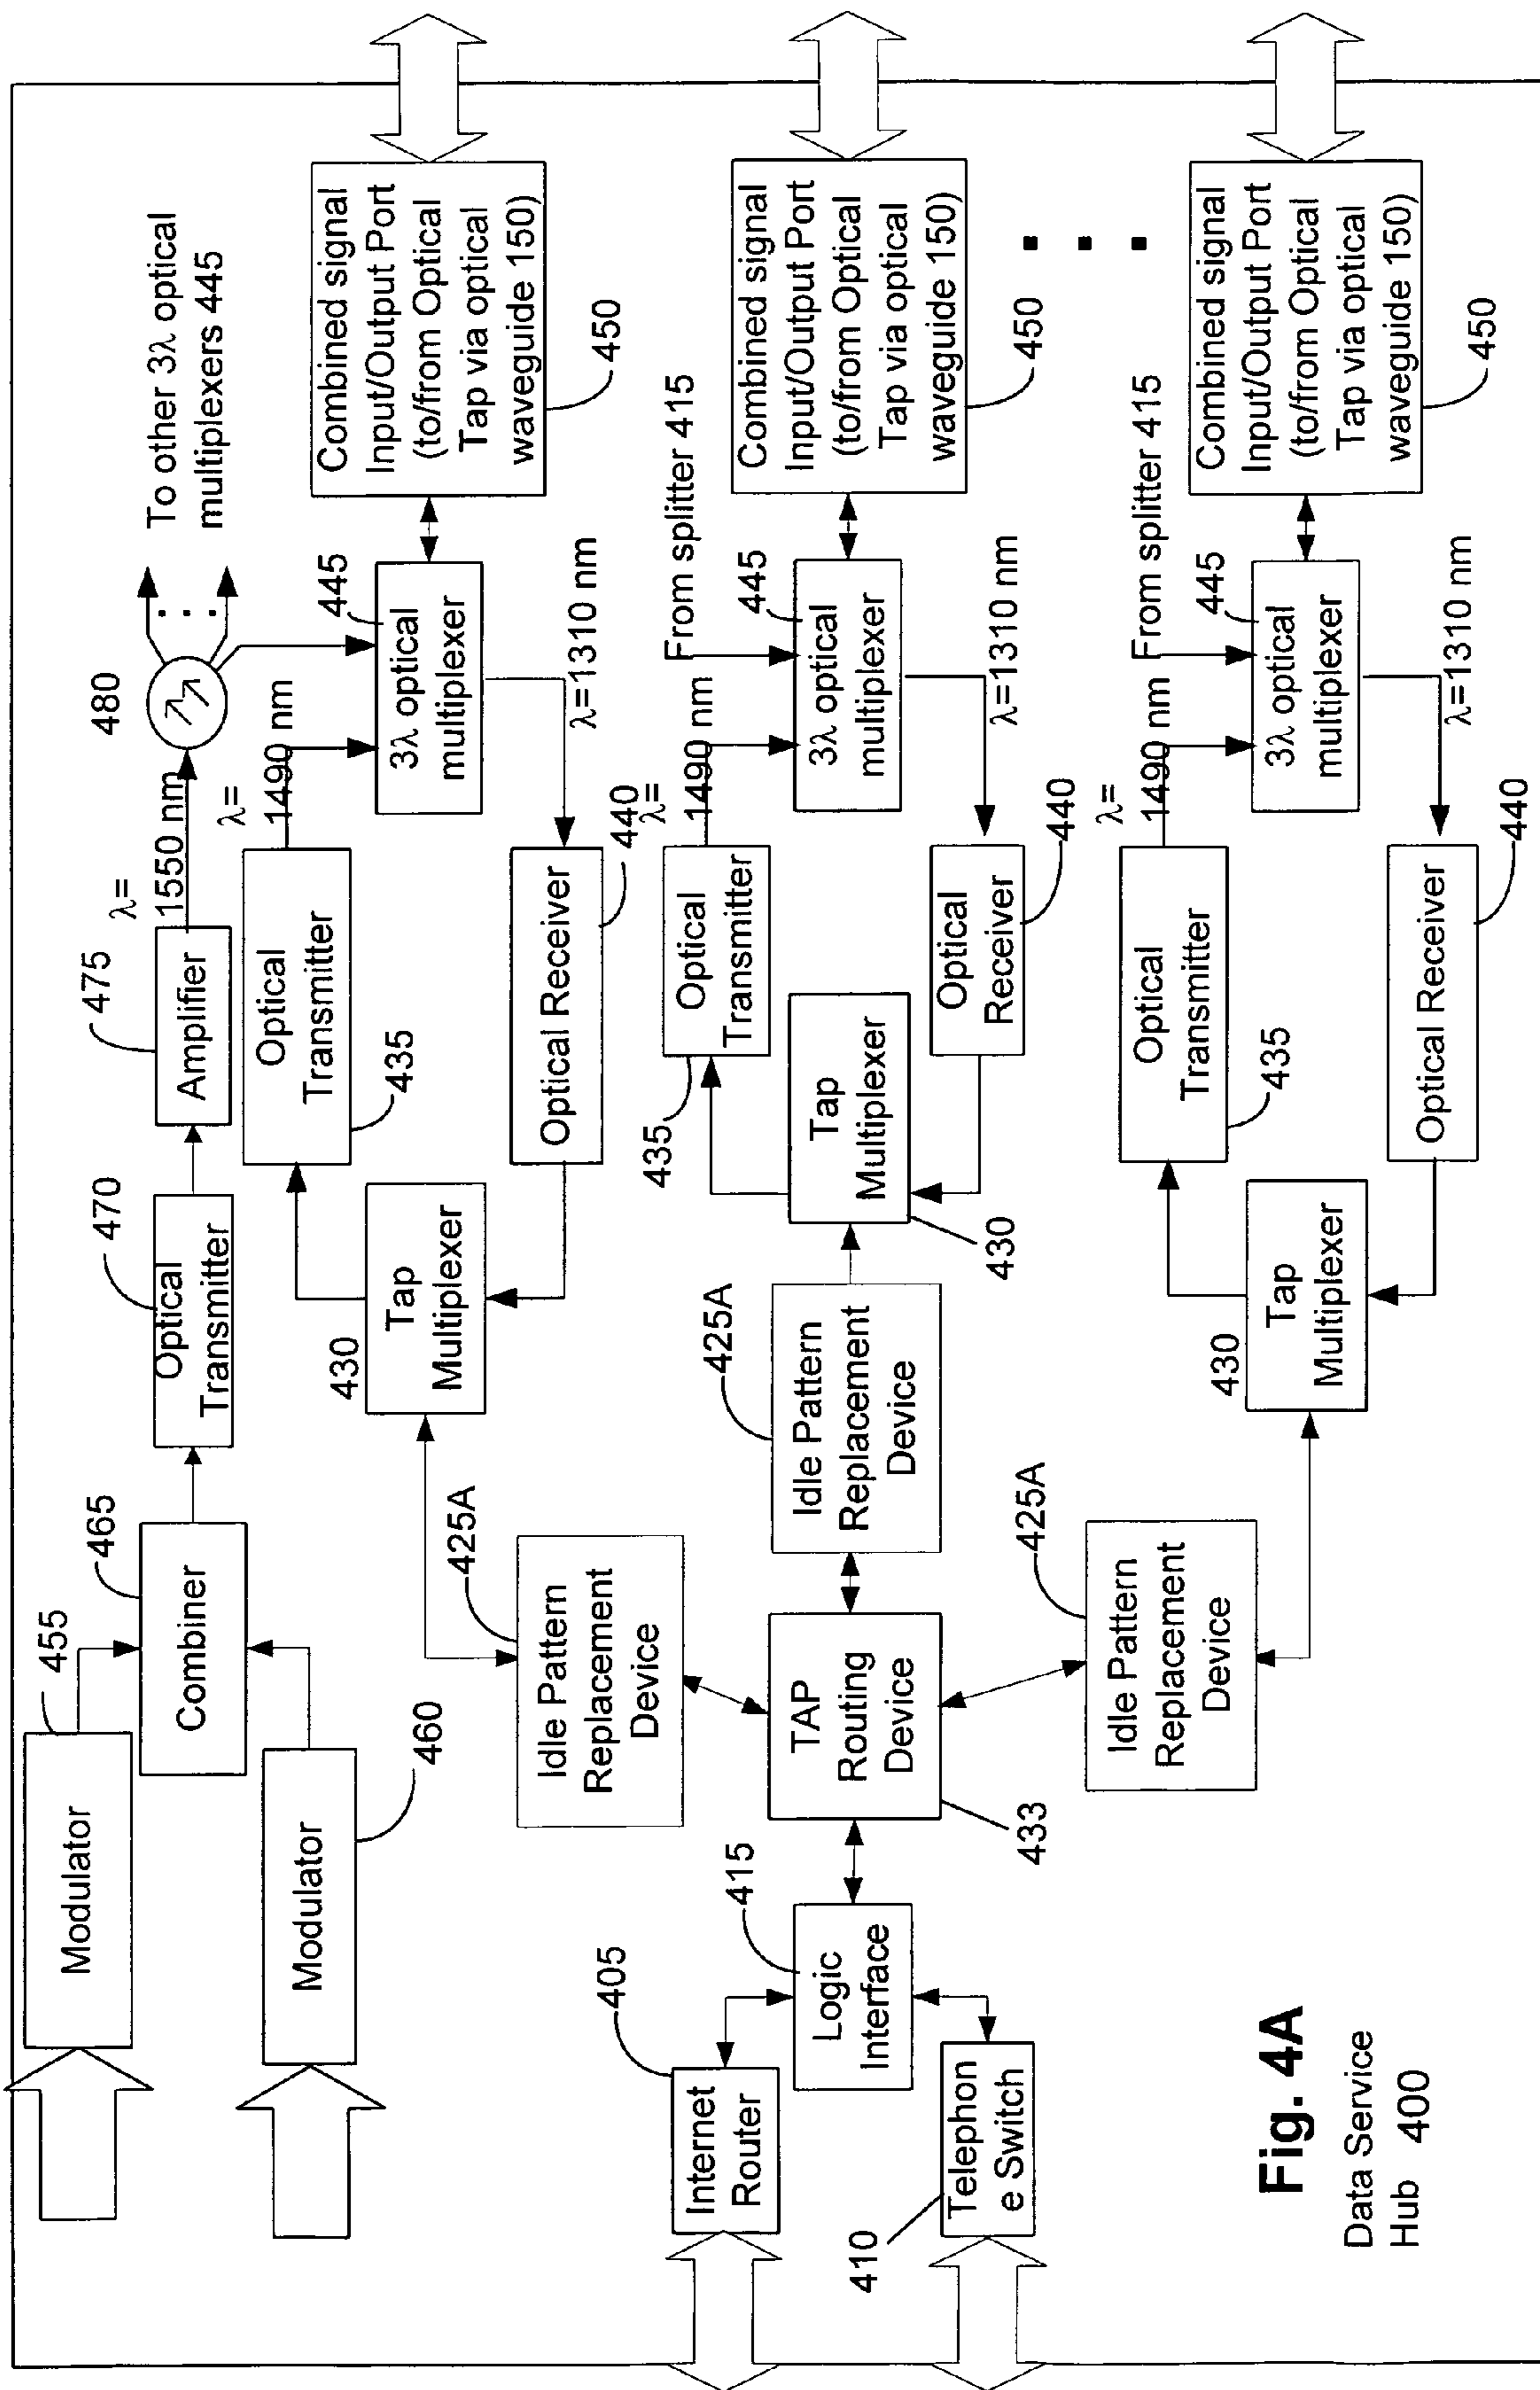 Modulator
455
Modulator
460
Combiner
465
Optical
Transmitter
470
Amplifier
475
λ=
1550 nm
480
To other 3λ optical
multiplexers 445
Tap
Multiplexer
430
Optical
Transmitter
435
λ=
1490 nm
3λ optical
multiplexer
445
λ=1310 nm
Optical Receiver
440
Combined signal
Input/Output Port
(to/from Optical
Tap via optical
waveguide 150)
450
Idle Pattern
Replacement
Device
425A
Internet
Router
405
Telephon
e Switch
410
Logic
Interface
415
TAP
Routing
Device
433
Idle Pattern
Replacement
Device
425A
Tap
Multiplexer
430
Optical
Transmitter
435
λ=
1490 nm
From splitter 415
3λ optical
multiplexer
445
λ=1310 nm
Optical
Receiver
440
Combined signal
Input/Output Port
(to/from Optical
Tap via optical
waveguide 150)
450
Idle Pattern
Replacement
Device
425A
Tap
Multiplexer
430
Optical
Transmitter
435
λ=
1490 nm
From splitter 415
3λ optical
multiplexer
445
λ=1310 nm
Optical Receiver
440
Combined signal
Input/Output Port
(to/from Optical
Tap via optical
waveguide 150)
450
Fig. 4A
Data Service
Hub 400